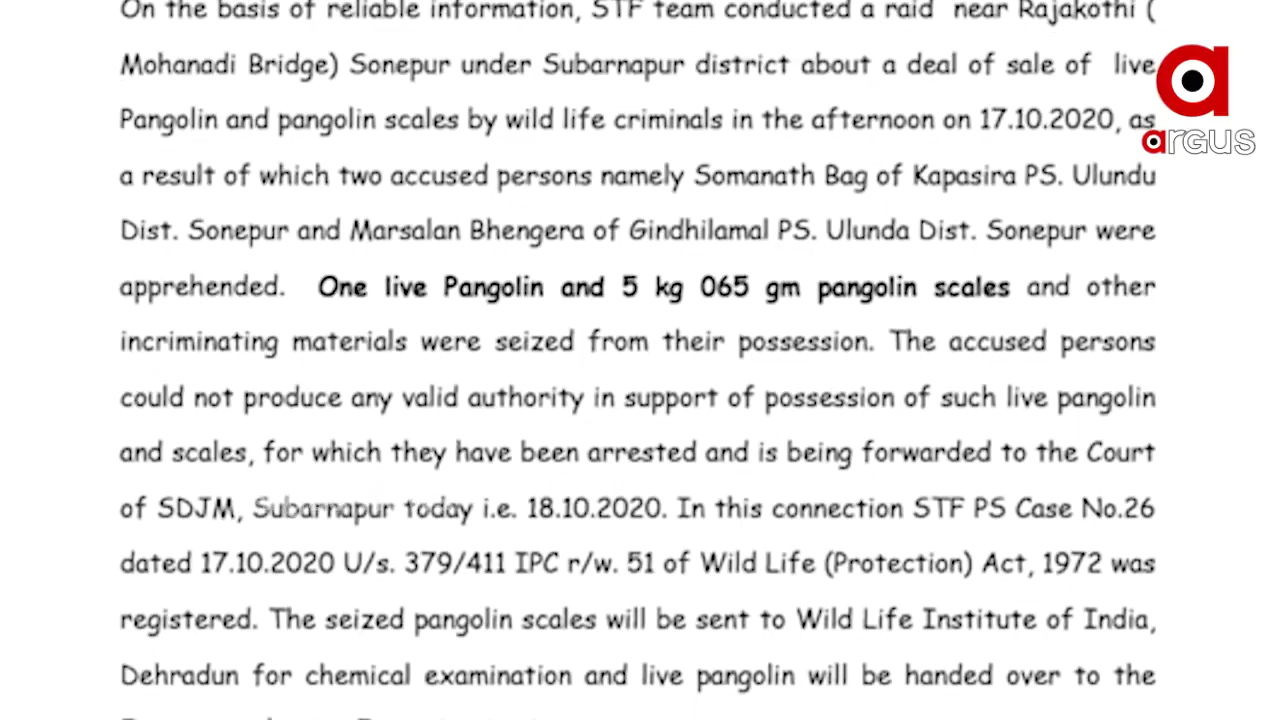 On the basis of reliable information, STF team conducted a raid near Rajakothi (
Mohanadi Bridge) Sonepur under Subarnapur district about a deal of sale of live
Pangolin and pangolin scales by wild life criminals in the afternoon on 17.10.2020, as
a result of which two accused persons namely Somanath Bag of Kapasira PS. Ulundu
Dist. Sonepur and Marsalan Bhengera of Gindhilamal PS. Ulunda Dist. Sonepur were
apprehended. One live Pangolin and 5 kg 065 gm pangolin scales and other
incriminating materials were seized from their possession. The accused persons
could not produce any valid authority in support of possession of such live pangolin
and scales, for which they have been arrested and is being forwarded to the Court
of SDJM, Subarnapur today i.e. 18.10.2020. In this connection STF PS Case No.26
dated 17.10.2020 U/s. 379/411 IPC r/w. 51 of Wild Life (Protection) Act, 1972 was
registered. The seized pangolin scales will be sent to Wild Life Institute of India,
Dehradun for chemical examination and live pangolin will be handed over to the
a
argus